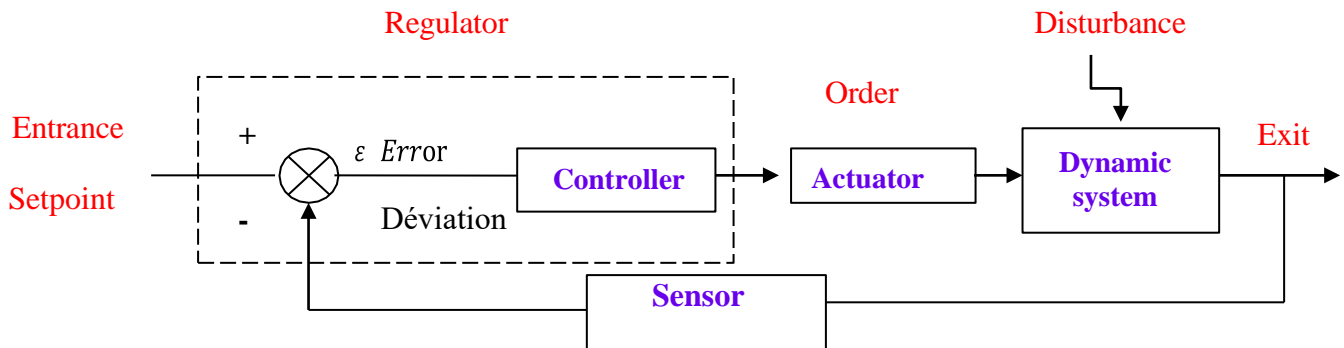 Regulator
Disturbance
Order
Entrance
Setpoint
+
-
ε Error
Déviation
Controller
Actuator
Dynamic
system
Exit
Sensor